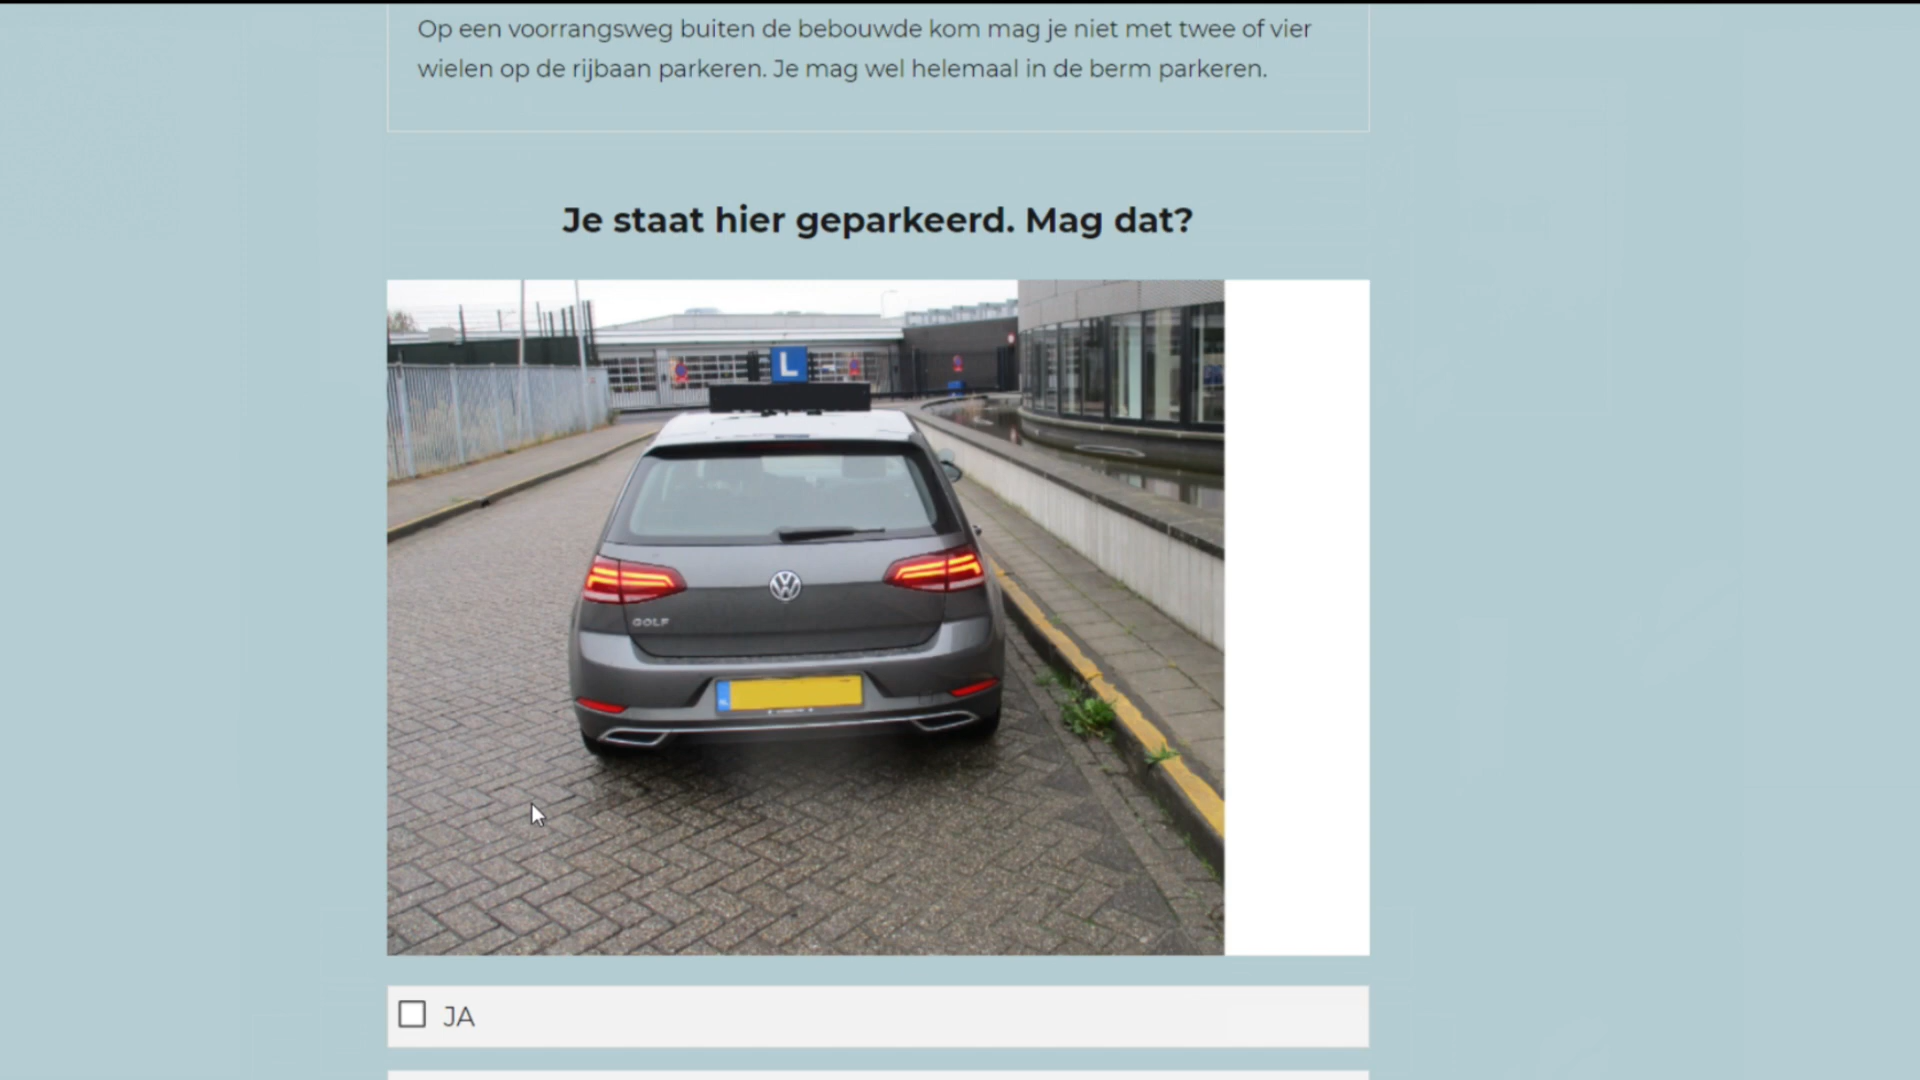 Op een voorrangsweg buiten de bebouwde kom mag je niet met twee of vier
wielen op de rijbaan parkeren. Je mag wel helemaal in de berm parkeren.
Je staat hier geparkeerd. Mag dat?
L
GOLF
JA